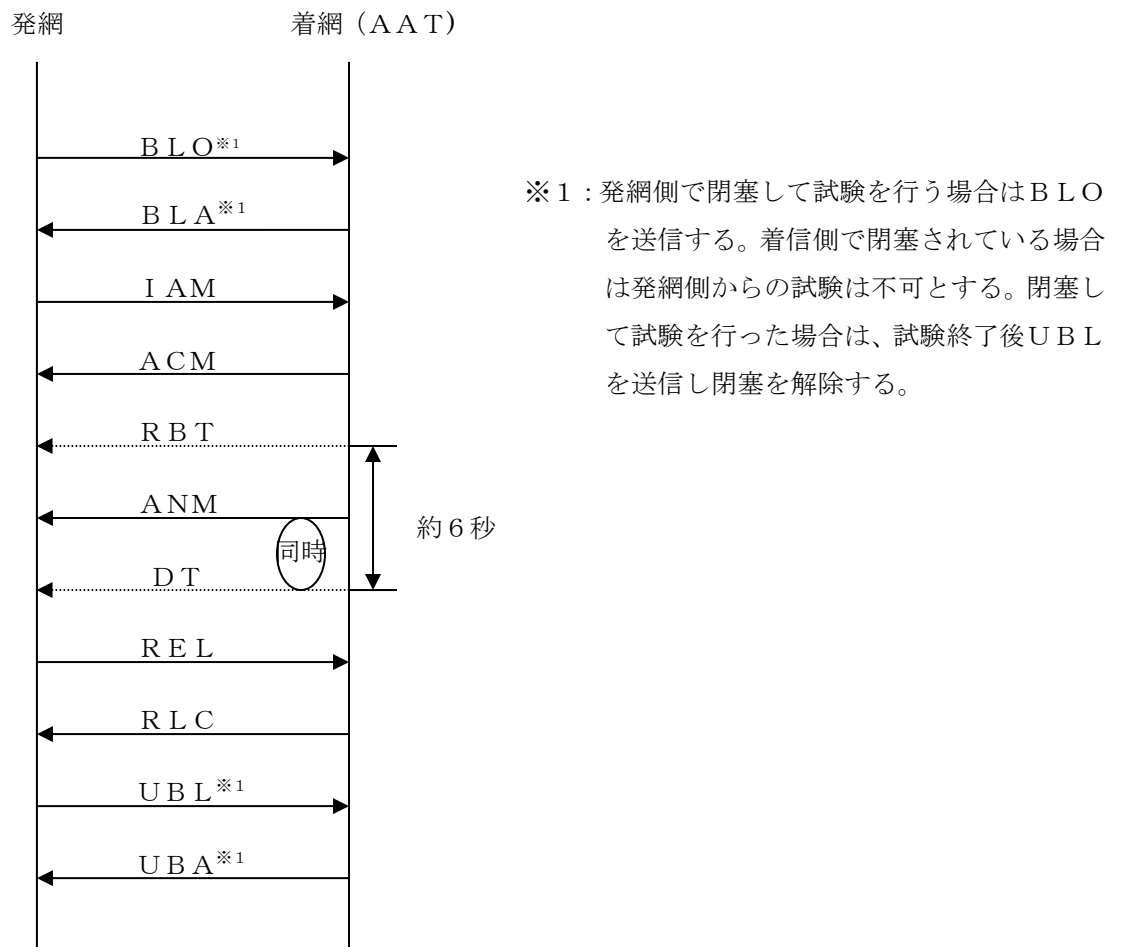 発網　着網（ＡＡＴ）
ＢＬＯ※１
ＢＬＡ※１
ＩＡＭ
ＡＣＭ
ＲＢＴ
ＡＮＭ
同時
約６秒
ＤＴ
ＲＥＬ
ＲＬＣ
ＵＢＬ※１
ＵＢＡ※１
※１：発網側で閉塞して試験を行う場合はＢＬＯ
を送信する。着信側で閉塞されている場合
は発網側からの試験は不可とする。閉塞し
て試験を行った場合は、試験終了後ＵＢＬ
を送信し閉塞を解除する。